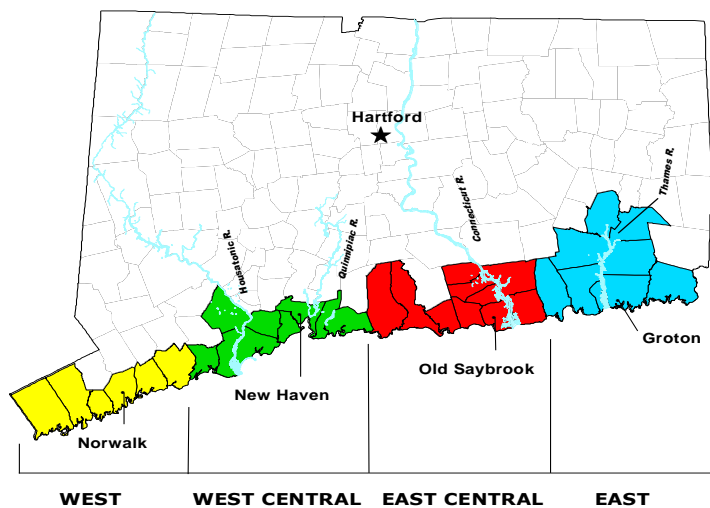 Hartford
Thames R.
Connecticut R.
Housatonic R.
Quinnipiac R.
Groton
Old Saybrook
New Haven
Norwalk
WEST
WEST CENTRAL
EAST CENTRAL
EAST